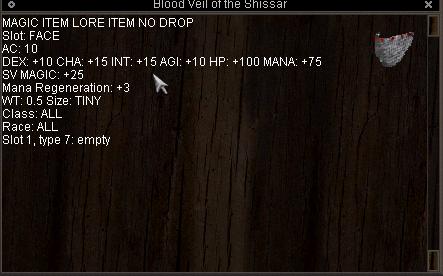 Blood Veil of the Shissar
MAGIC ITEM LORE ITEM NO DROP
Slot: FACE
AC: 10
DEX: +10 CHA: +15 INT: +15 AGI: +10 HP: +100 MANA: +75
SV MAGIC: +25
Mana Regeneration: +3
WT: 0.5 Size: TINY
Class: ALL
Race: ALL
Slot 1, type 7: empty